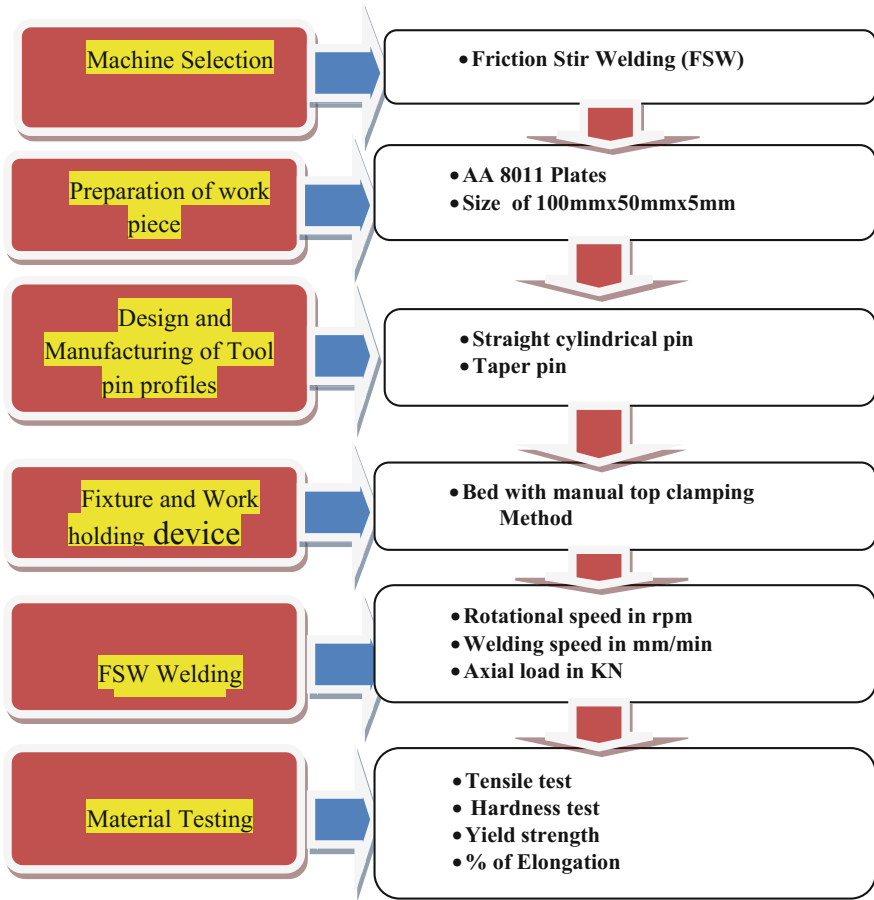 Machine Selection
• Friction Stir Welding (FSW)
Preparation of work
piece
• AA 8011 Plates
• Size of 100mmx50mmx5mm
Design and
Manufacturing of Tool
pin profiles
• Straight cylindrical pin
• Taper pin
Fixture and Work
holding device
• Bed with manual top clamping
Method
FSW Welding
• Rotational speed in rpm
• Welding speed in mm/min
• Axial load in KN
Material Testing
• Tensile test
• Hardness test
• Yield strength
• % of Elongation